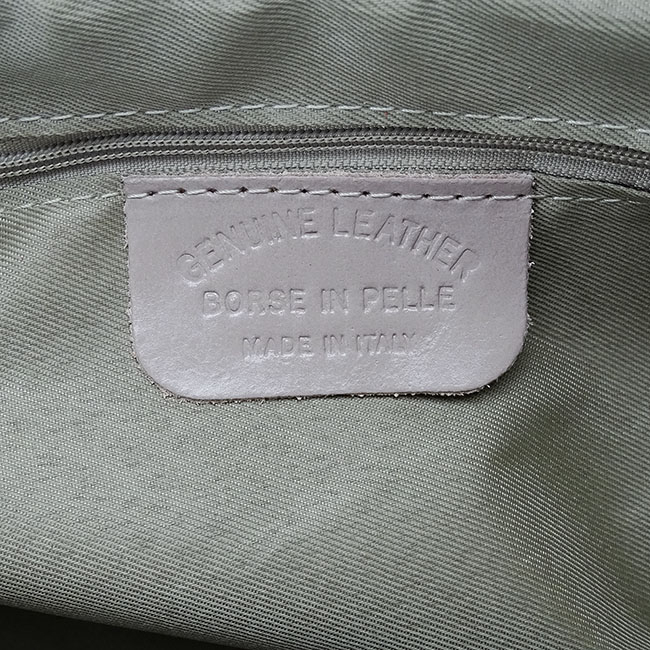 GENUINE LEATHER
BORSE IN PELLE
MADE IN ITALY